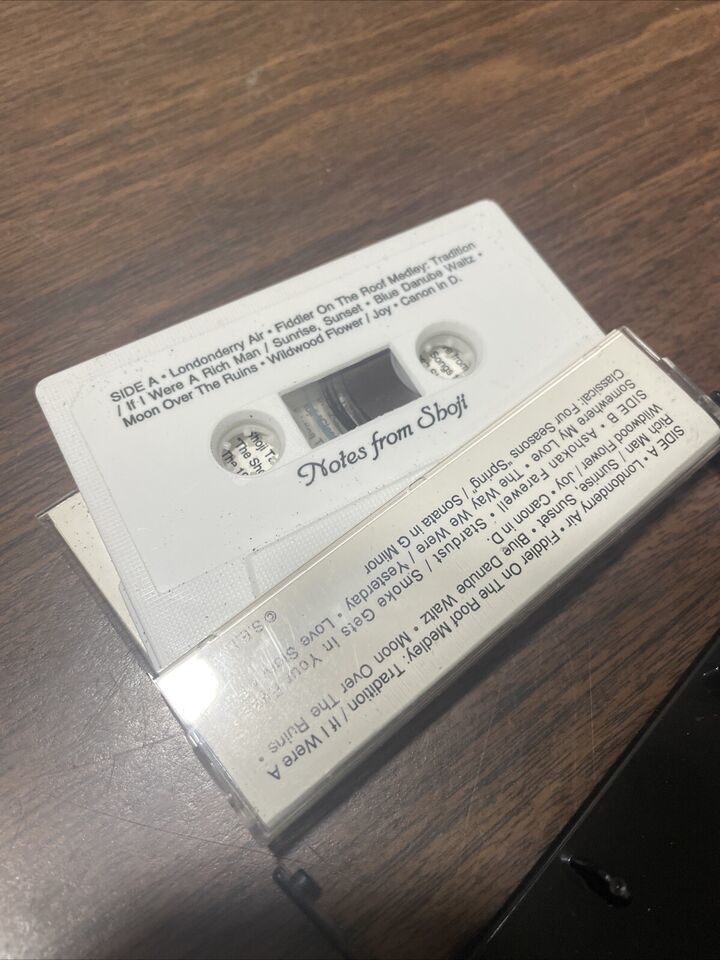 SIDE A • Londonderry Air • Fiddler On The Roof Medley: Tradition
/ If I Were A Rich Man / Sunrise, Sunset • Blue Danube Waltz •
Moon Over The Ruins • Wildwood Flower / Joy • Canon in D.
Notes from Shoji
SIDE A • Londonderry Air • Fiddler On The Roof Medley: Tradition / If I Were A
Rich Man / Sunrise, Sunset • Blue Danube Waltz • Moon Over The Ruins •
Wildwood Flower / Joy • Canon in D.
SIDE B • Ashokan Farewell • Stardust / Smoke Gets In Your
Somewhere My Love • The Way We Were / Yesterday • Love
Classical: Four Seasons "Spring" / Sonata in G Minor